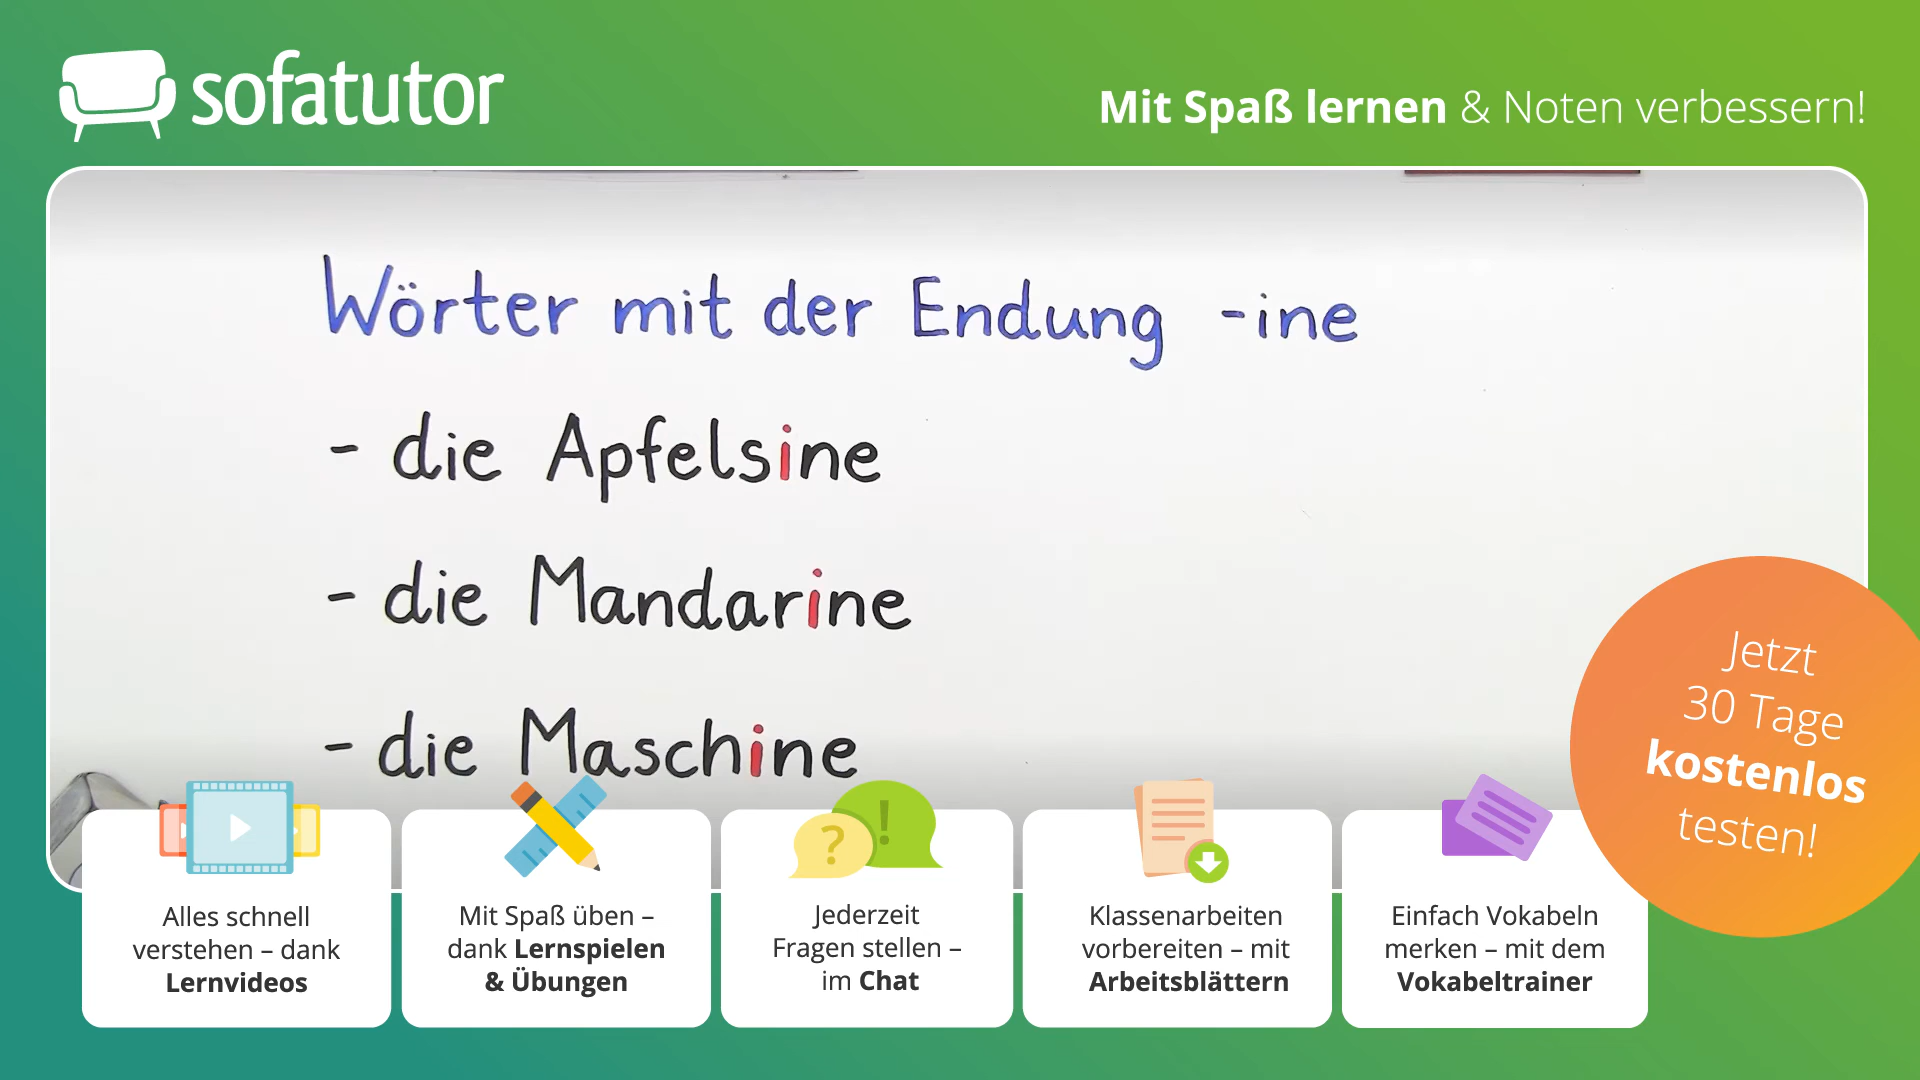 sofatutor
Mit Spaß lernen & Noten verbessern!
Wörter mit der Endung -ine
- die Apfelsine
- die Mandarine
- die Maschine
Jetzt
30 Tage
kostenlos
testen!
Alles schnell
verstehen – dank
Lernvideos
Mit Spaß üben –
dank Lernspielen
& Übungen
? !
Jederzeit
Fragen stellen –
im Chat
Klassenarbeiten
vorbereiten – mit
Arbeitsblättern
Einfach Vokabeln
merken – mit dem
Vokabeltrainer